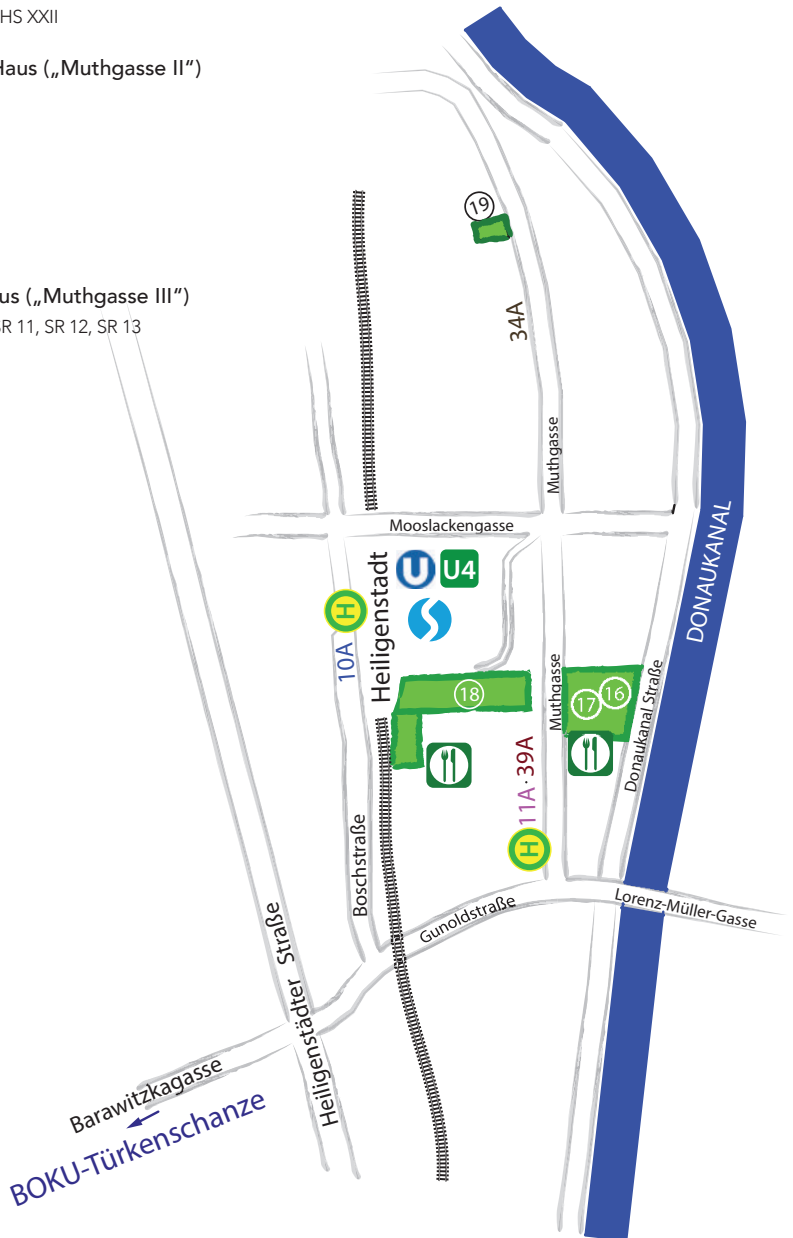 HS XXII
Haus („Muthgasse II“)
19
us („Muthgasse III“)
SR 11, SR 12, SR 13
34A
Muthgasse
Mooslackengasse
DONAUKANAL
Heiligenstadt
U
U4
H
10A
18
Muthgasse
17
16
Donaukanal Straße
11A · 39A
H
Boschstraße
Gunoldstraße
Lorenz-Müller-Gasse
Heiligenstädter Straße
Barawitzkagasse
BOKU-Türkenschanze